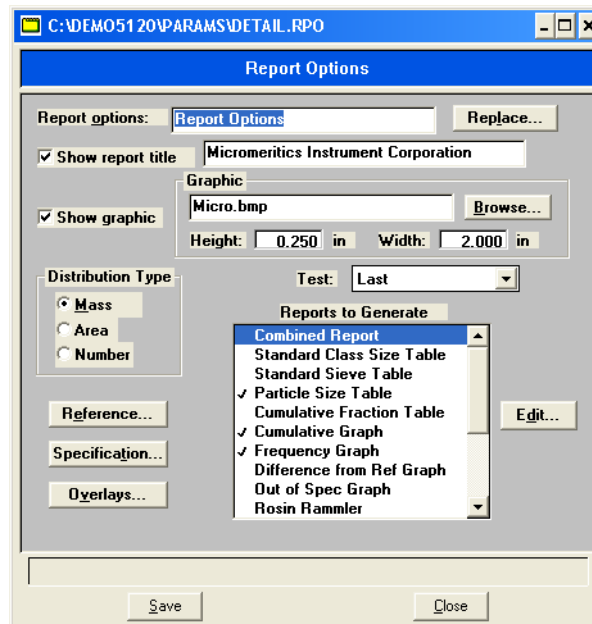 C:\DEMO5120\PARAMS\DETAIL.RPO
Report Options
Report options: Report Options Replace...
Show report title Micromeritics Instrument Corporation
Graphic
Show graphic Micro.bmp Browse...
Height: 0.250 in Width: 2.000 in
Distribution Type
Mass
Area
Number
Test: Last
Reports to Generate
Combined Report
Standard Class Size Table
Standard Sieve Table
Particle Size Table
Cumulative Fraction Table
Cumulative Graph
Frequency Graph
Difference from Ref Graph
Out of Spec Graph
Rosin Rammler
Edit...
Reference...
Specification...
Overlays...
Save Close